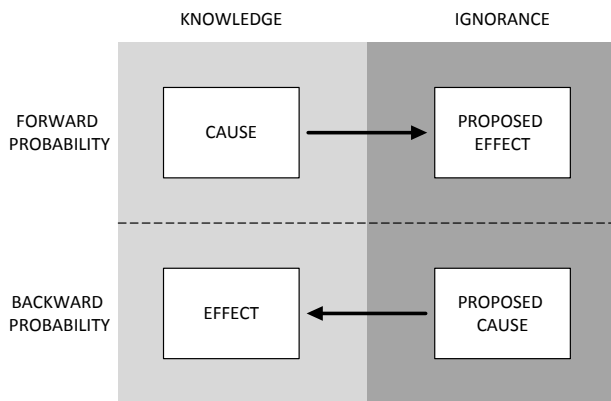 KNOWLEDGE
IGNORANCE
FORWARD
PROBABILITY
CAUSE
PROPOSED
EFFECT
BACKWARD
PROBABILITY
EFFECT
PROPOSED
CAUSE